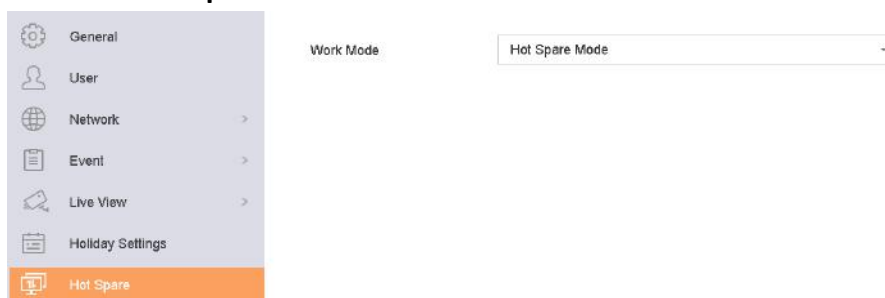 General
User
Network
Event
Live View
Holiday Settings
Hot Spare
Work Mode
Hot Spare Mode